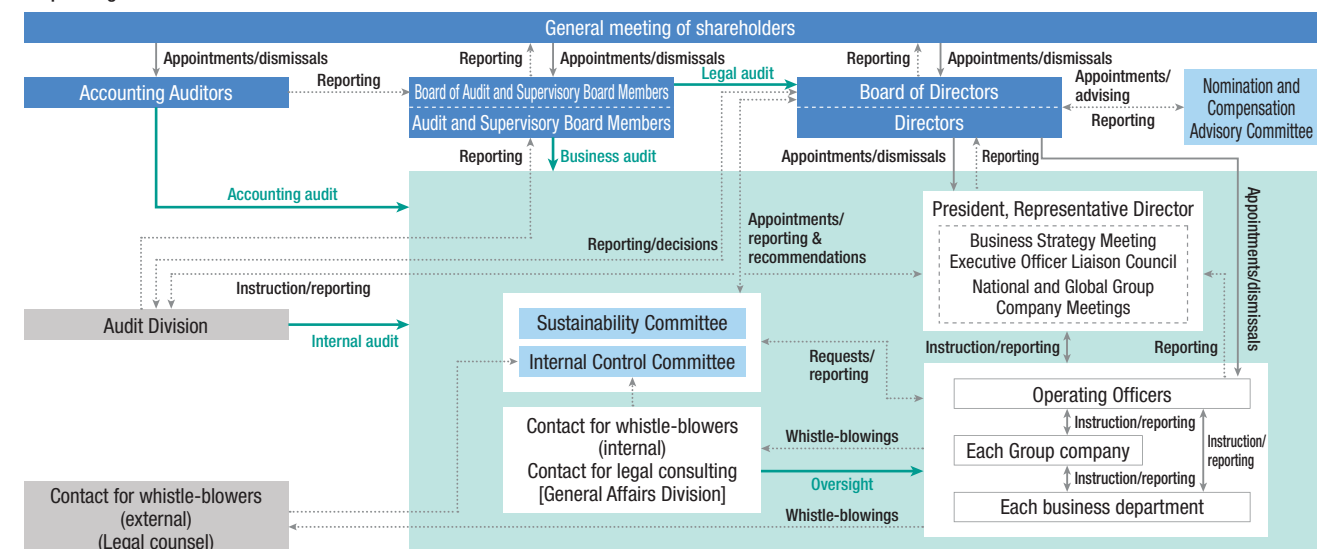 General meeting of shareholders
Appointments/dismissals
Reporting
Appointments/dismissals
Reporting
Appointments/dismissals
Accounting Auditors
Reporting
Board of Audit and Supervisory Board Members
Audit and Supervisory Board Members
Legal audit
Board of Directors
Directors
Appointments/
advising
Reporting
Nomination and
Compensation
Advisory Committee
Reporting
Business audit
Appointments/dismissals
Reporting
Appointments/dismissals
Accounting audit
President, Representative Director
Business Strategy Meeting
Executive Officer Liaison Council
National and Global Group
Company Meetings
Appointments/
reporting &
recommendations
Reporting/decisions
Instruction/reporting
Audit Division
Internal audit
Sustainability Committee
Internal Control Committee
Requests/
reporting
Instruction/reporting
Reporting
Operating Officers
Instruction/reporting
Each Group company
Instruction/reporting
Instruction/
reporting
Each business department
Contact for whistle-blowers
(internal)
Contact for legal consulting
[General Affairs Division]
Whistle-blowings
Oversight
Whistle-blowings
Contact for whistle-blowers
(external)
(Legal counsel)